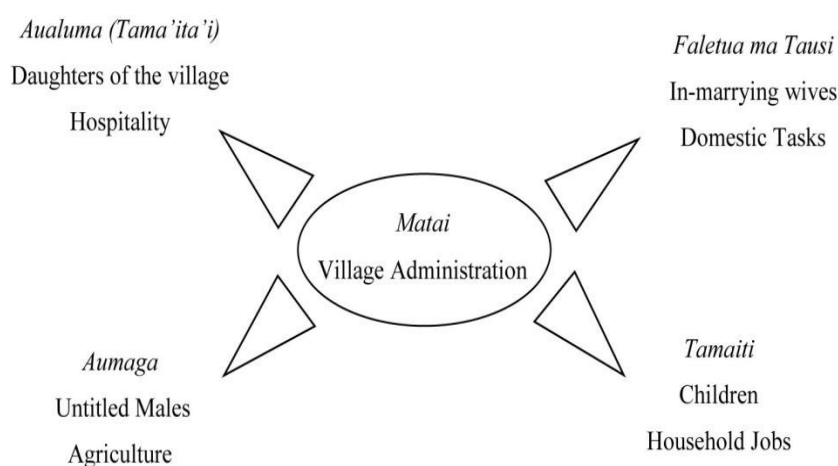 Aualuma (Tama’ita’i)
Daughters of the village
Hospitality
Faletua ma Tausi
In-marrying wives
Domestic Tasks
Matai
Village Administration
Aumaga
Untitled Males
Agriculture
Tamaiti
Children
Household Jobs